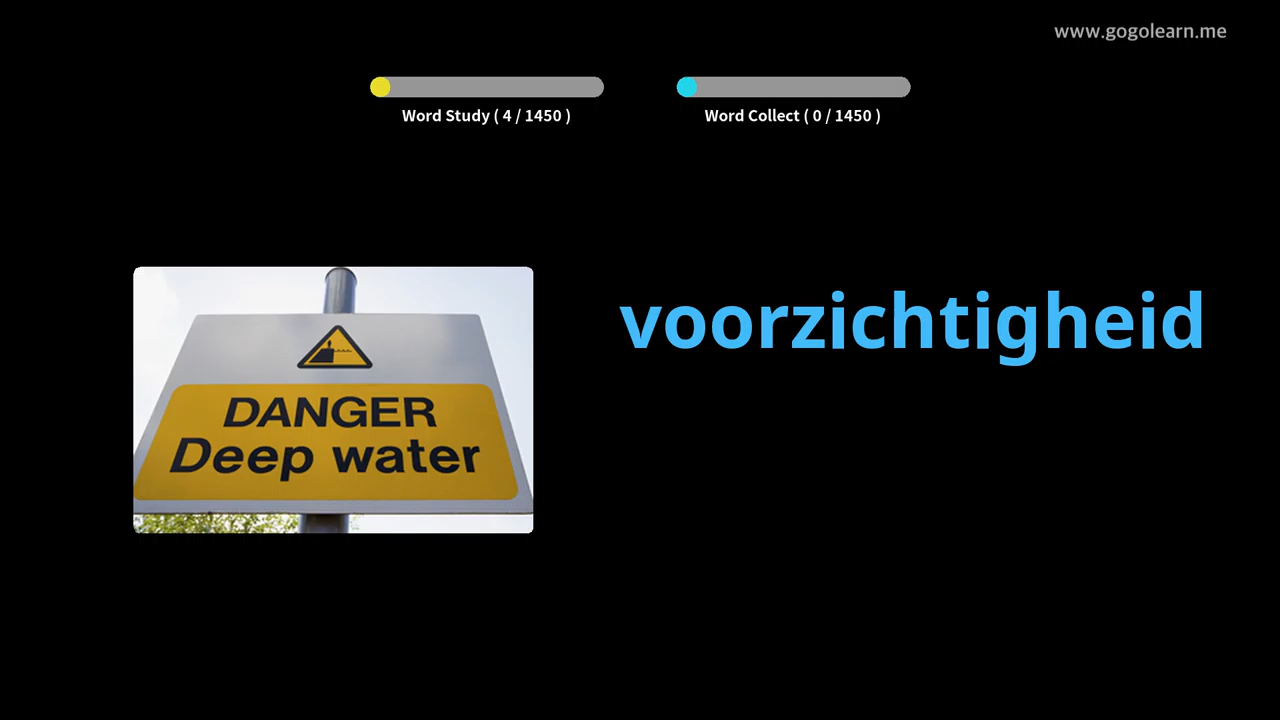 www.gogolearn.me
Word Study ( 4 / 1450 )
Word Collect ( 0 / 1450 )
voorzichtigheid
DANGER
Deep water